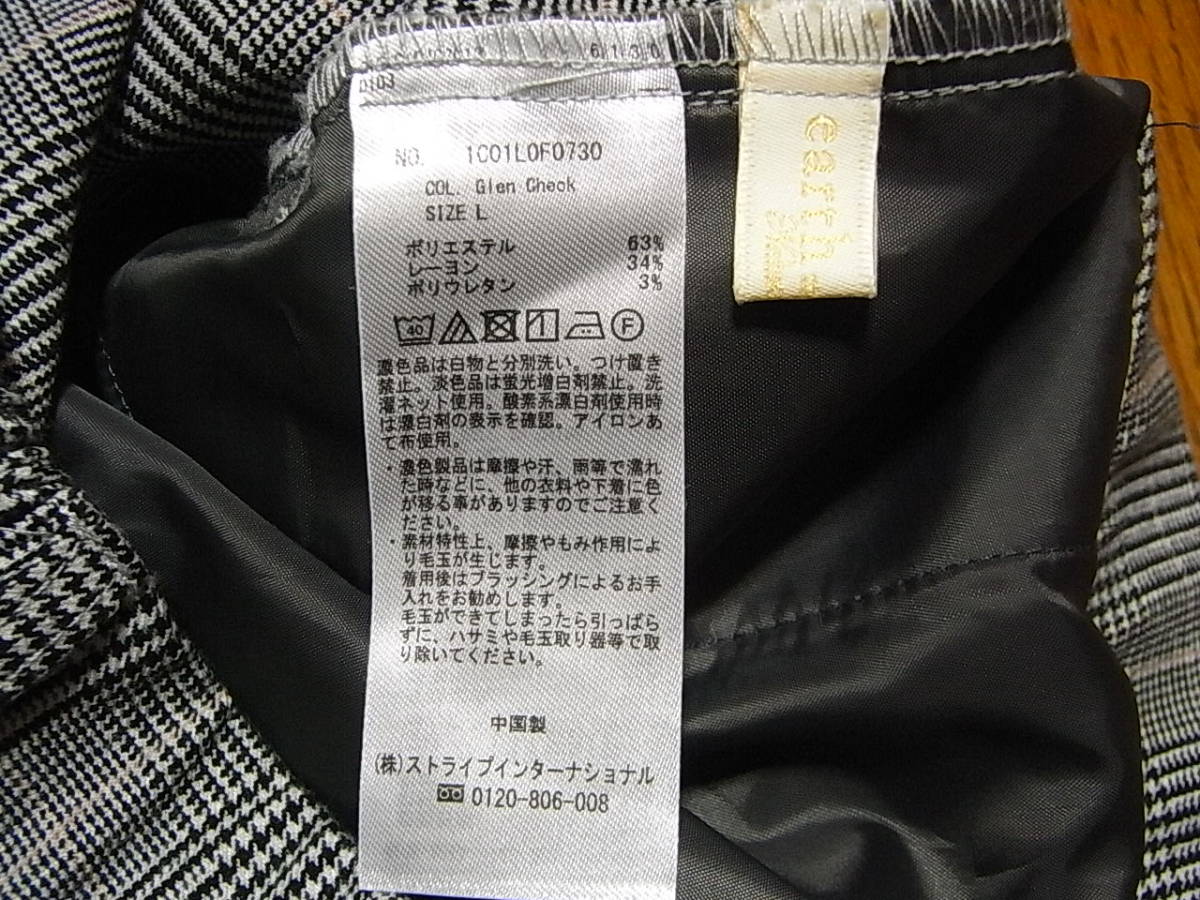 6130
0103
NO. 1C01L0F0730
COL. Glen Check
SIZE L
ポリエステル 63%
レーヨン 34%
ポリウレタン 3%
40 F
濃色品は白物と分別洗い。つけ置き
禁止。淡色品は蛍光増白剤禁止。洗
濯ネット使用。酸素系漂白剤使用時
は漂白剤の表示を確認。アイロンあ
て布使用。
・濃色製品は摩擦や汗、雨等で濡れ
た時などに、他の衣料や下着に色
が移る事がありますのでご注意く
ださい。
・素材特性上、摩擦やもみ作用によ
り毛玉が生じます。
着用後はブラッシングによるお手
入れをお勧めします。
毛玉ができてしまったら引っぱら
ずに、ハサミや毛玉取り器等で取
り除いてください。
中国製
(株)ストライプインターナショナル
0120-806-008
earth